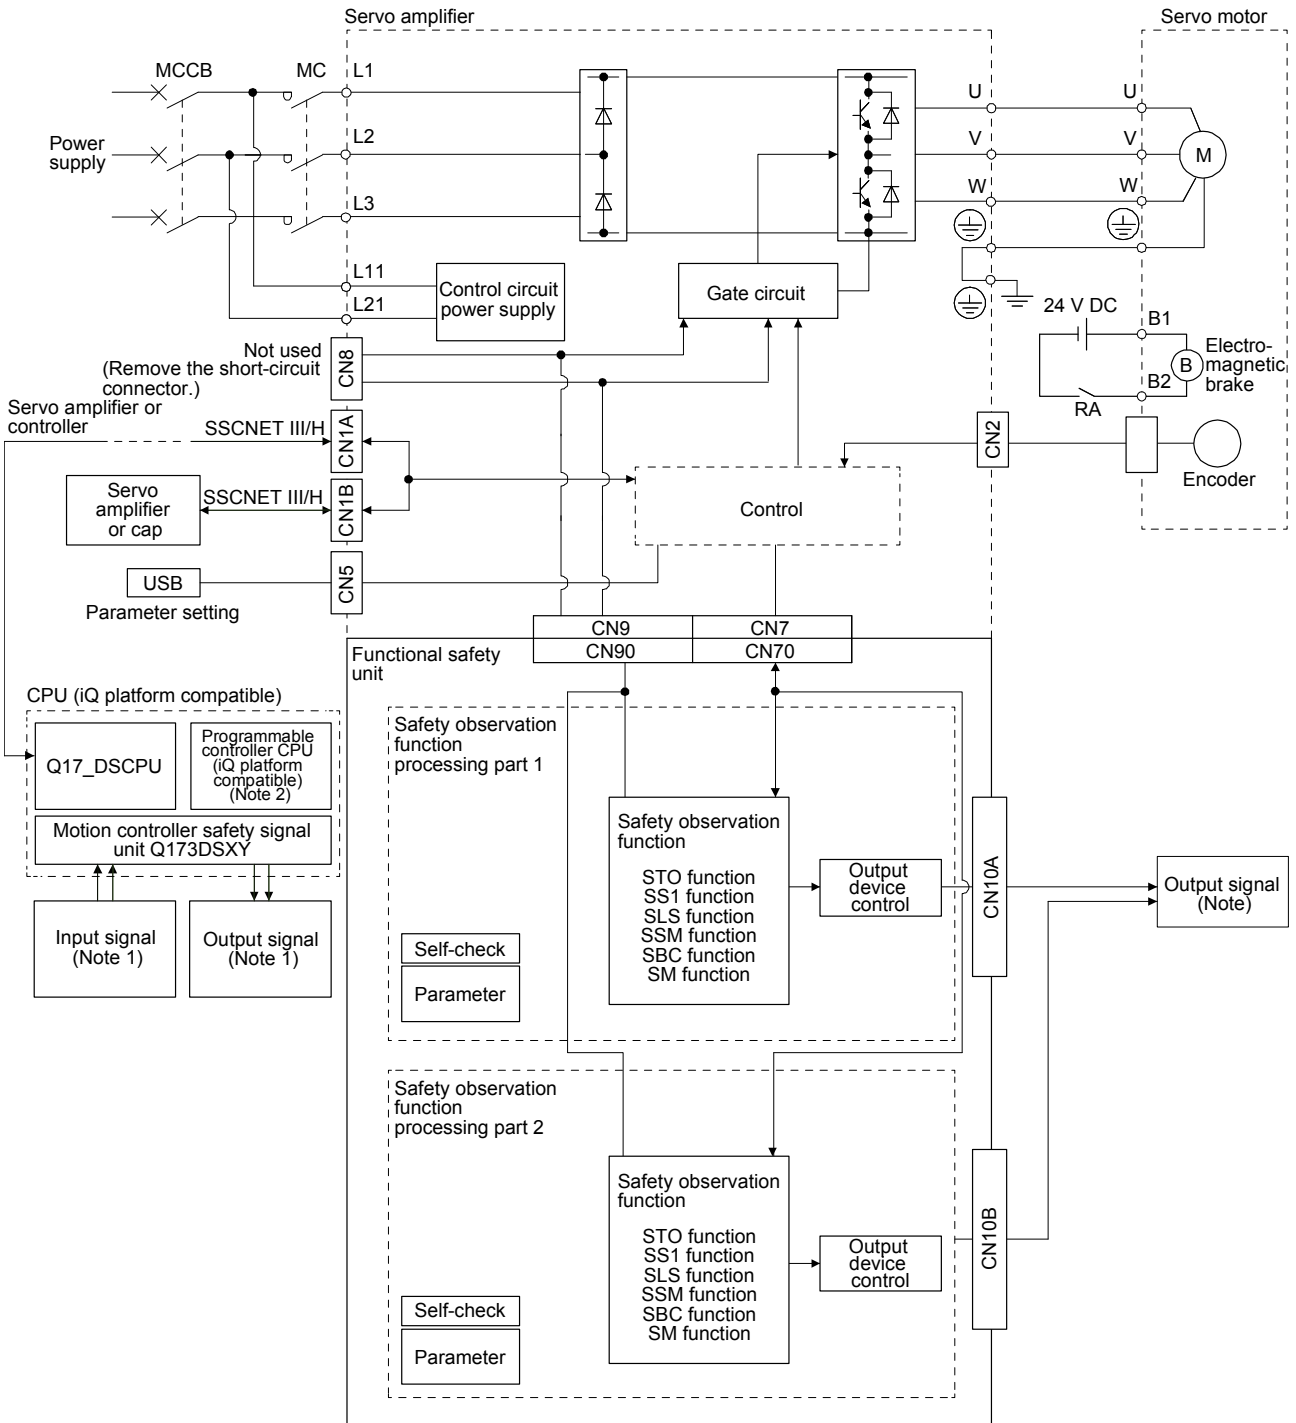 Servo amplifier
Servo motor
MCCB
MC
L1
L2
L3
Power
supply
U
V
W
U
V
W
M
L11
L21
Control circuit
power supply
Gate circuit
24 V DC
B1
B2
B
RA
Electro-
magnetic
brake
Not used
(Remove the short-circuit
connector.)
CN8
Servo amplifier or
controller
SSCNET III/H
CN1A
Servo
amplifier
or cap
SSCNET III/H
CN1B
CN2
Encoder
Control
USB
CN5
Parameter setting
CN9
CN7
CN90
CN70
Functional safety
unit
CPU (iQ platform compatible)
Q17_DSCPU
Programmable
controller CPU
(iQ platform
compatible)
(Note 2)
Motion controller safety signal
unit Q173DSXY
Input signal
(Note 1)
Output signal
(Note 1)
Safety observation
function
processing part 1
Safety observation
function
STO function
SS1 function
SLS function
SSM function
SBC function
SM function
Output
device
control
Self-check
Parameter
CN10A
Output signal
(Note)
Safety observation
function
processing part 2
Safety observation
function
STO function
SS1 function
SLS function
SSM function
SBC function
SM function
Output
device
control
Self-check
Parameter
CN10B